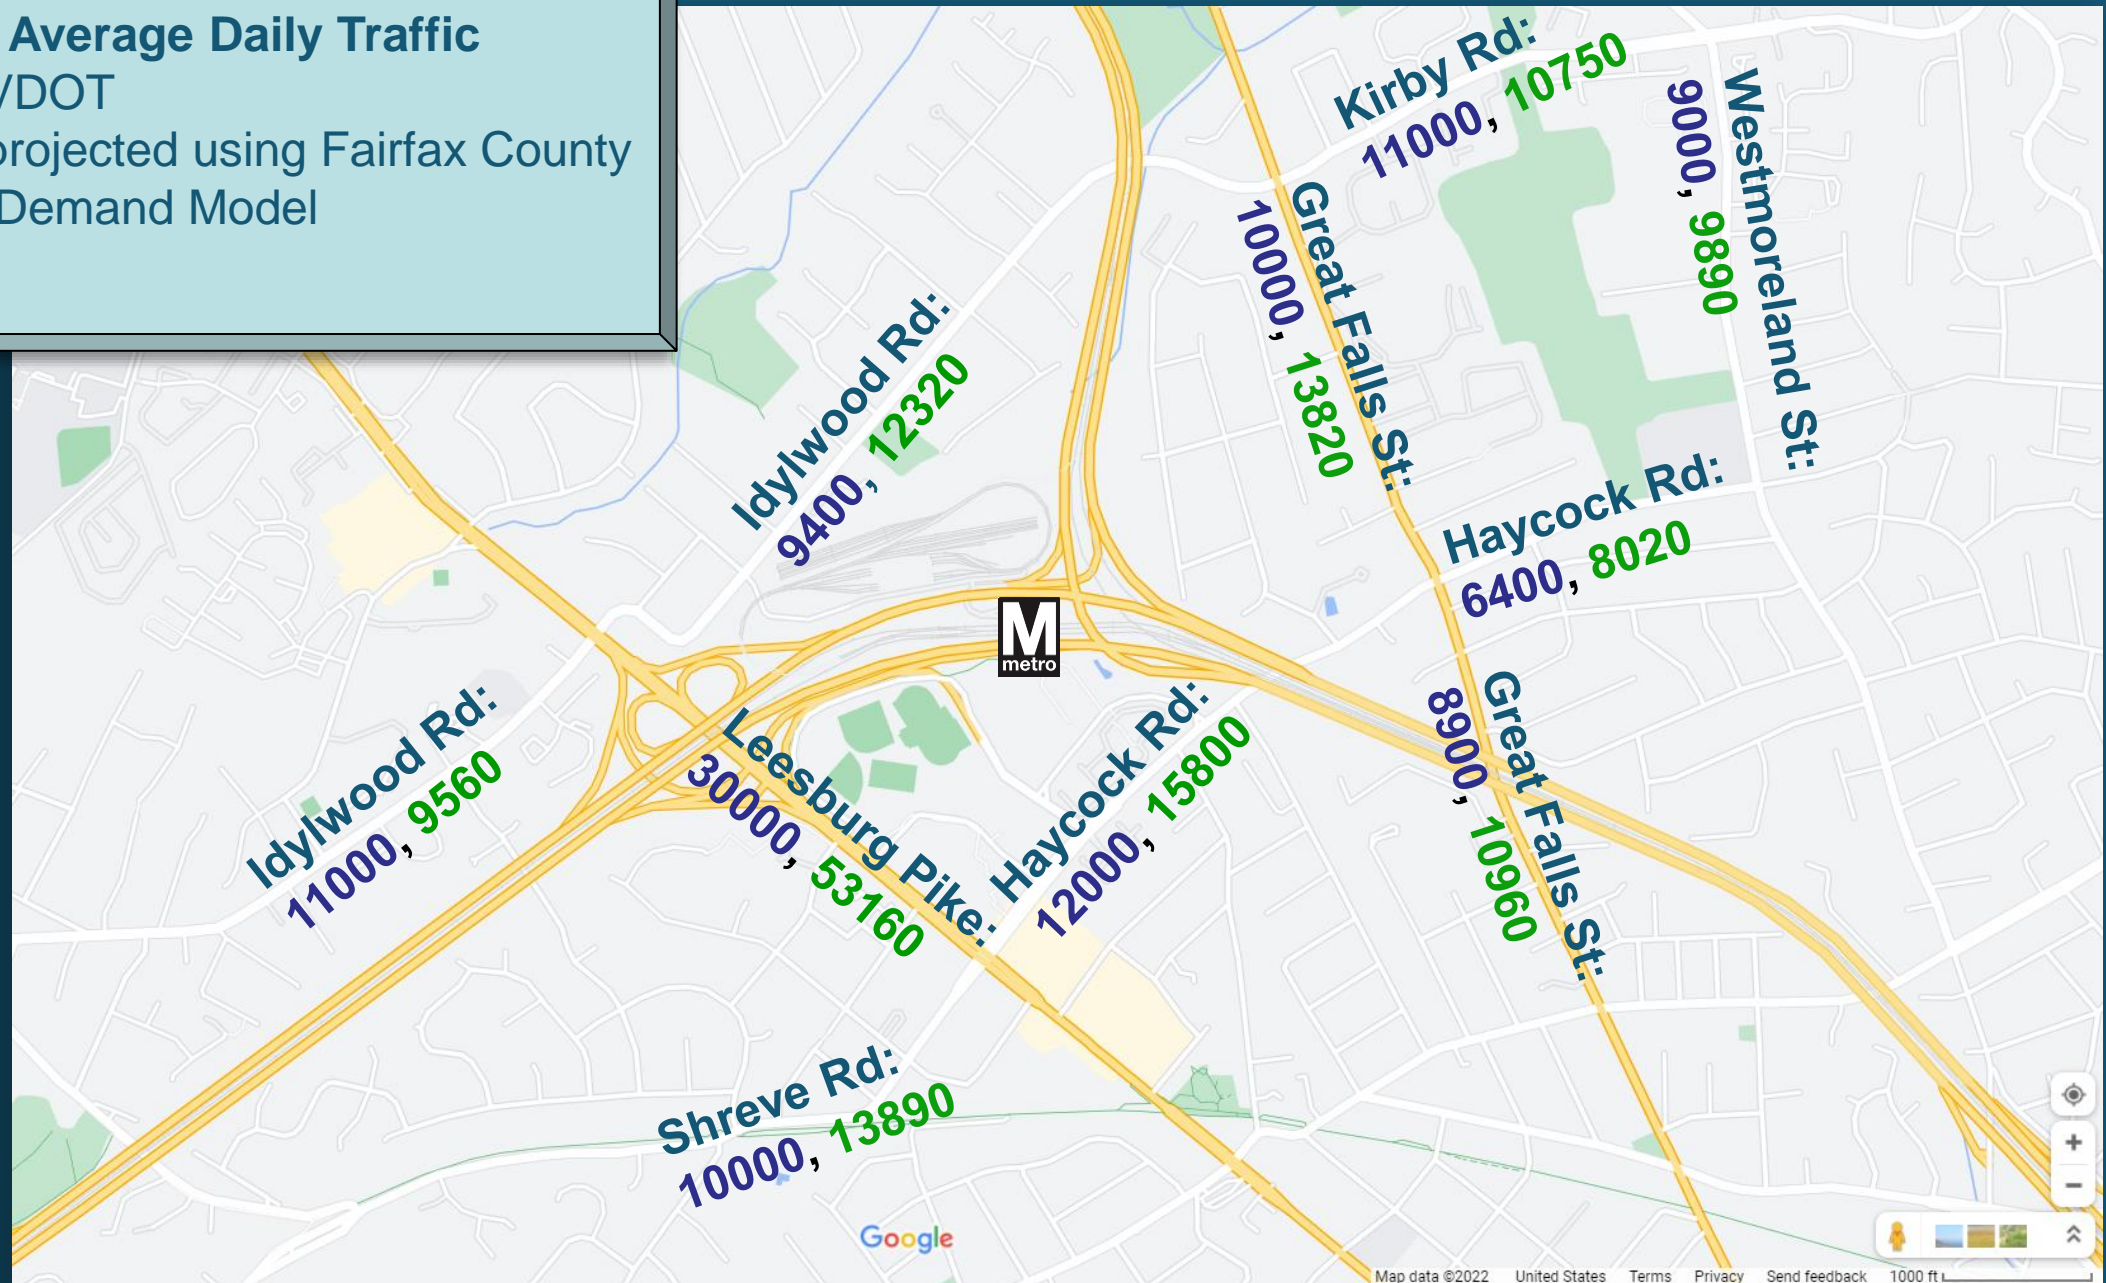 Average Daily Traffic
VDOT
projected using Fairfax County
Demand Model
Kirby Rd:
11000, 10750
Westmoreland St:
9000, 9890
Great Falls St:
10000, 13820
Idylwood Rd:
9400, 12320
Haycock Rd:
6400, 8020
M
metro
Idylwood Rd:
11000, 9560
Leesburg Pike:
30000, 53160
Haycock Rd:
12000, 15800
Great Falls St:
8900, 10960
Shreve Rd:
10000, 13890
Google
Map data ©2022 United States Terms Privacy Send feedback 1000 ft